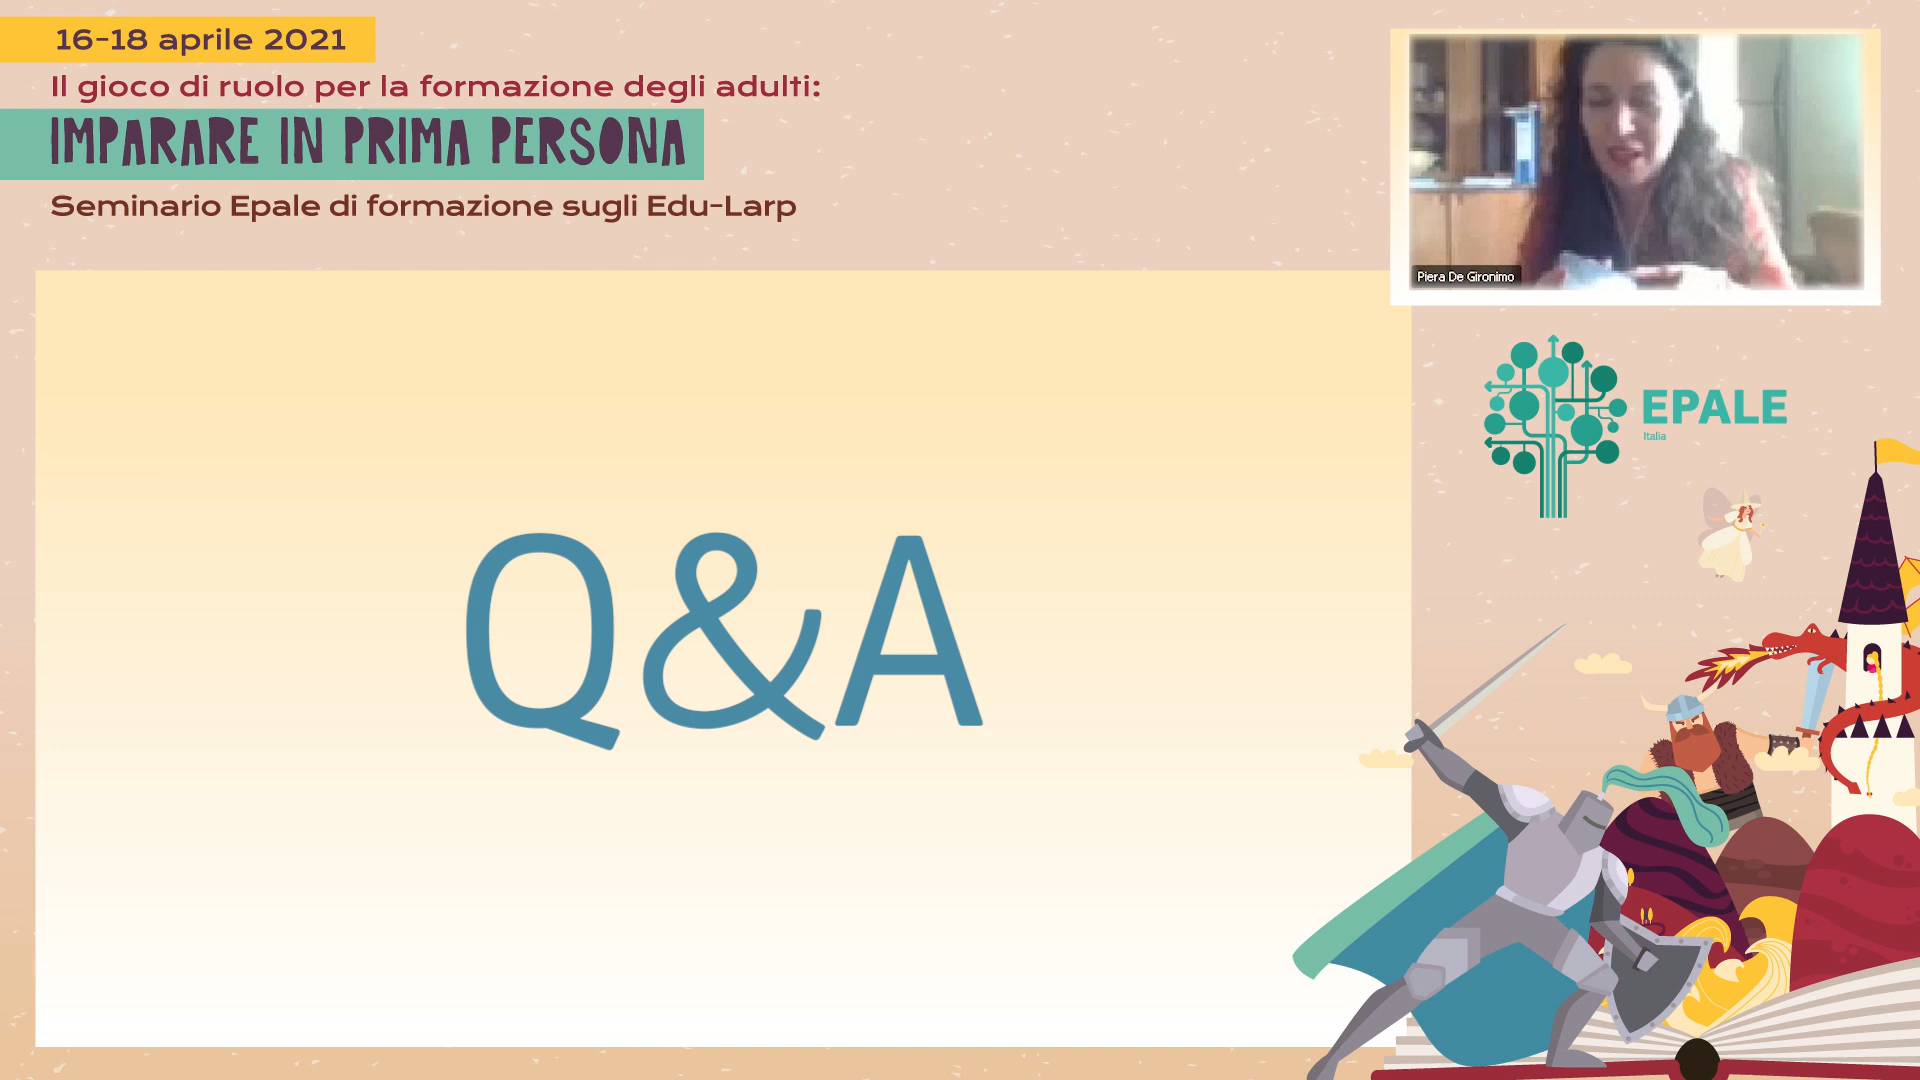 16-18 aprile 2021
Il gioco di ruolo per la formazione degli adulti:
IMPARARE IN PRIMA PERSONA
Seminario Epale di formazione sugli Edu-Larp
Piera De Gironimo
EPALE
Italia
Q&A